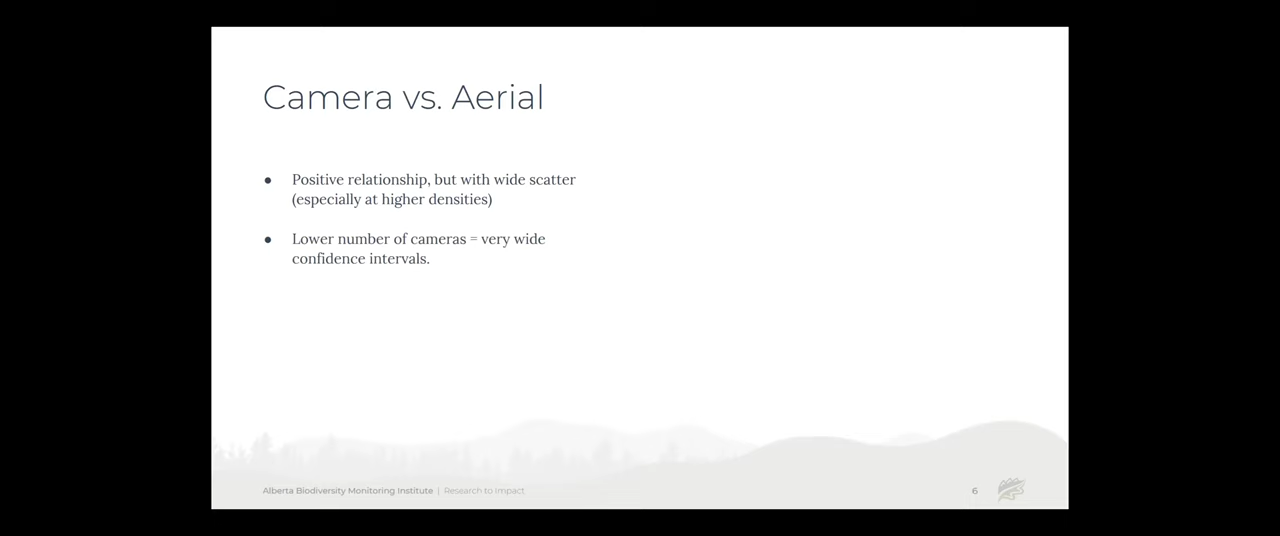 Camera vs. Aerial
● Positive relationship, but with wide scatter
(especially at higher densities)
● Lower number of cameras = very wide
confidence intervals.
Alberta Biodiversity Monitoring Institute | Research to Impact
6